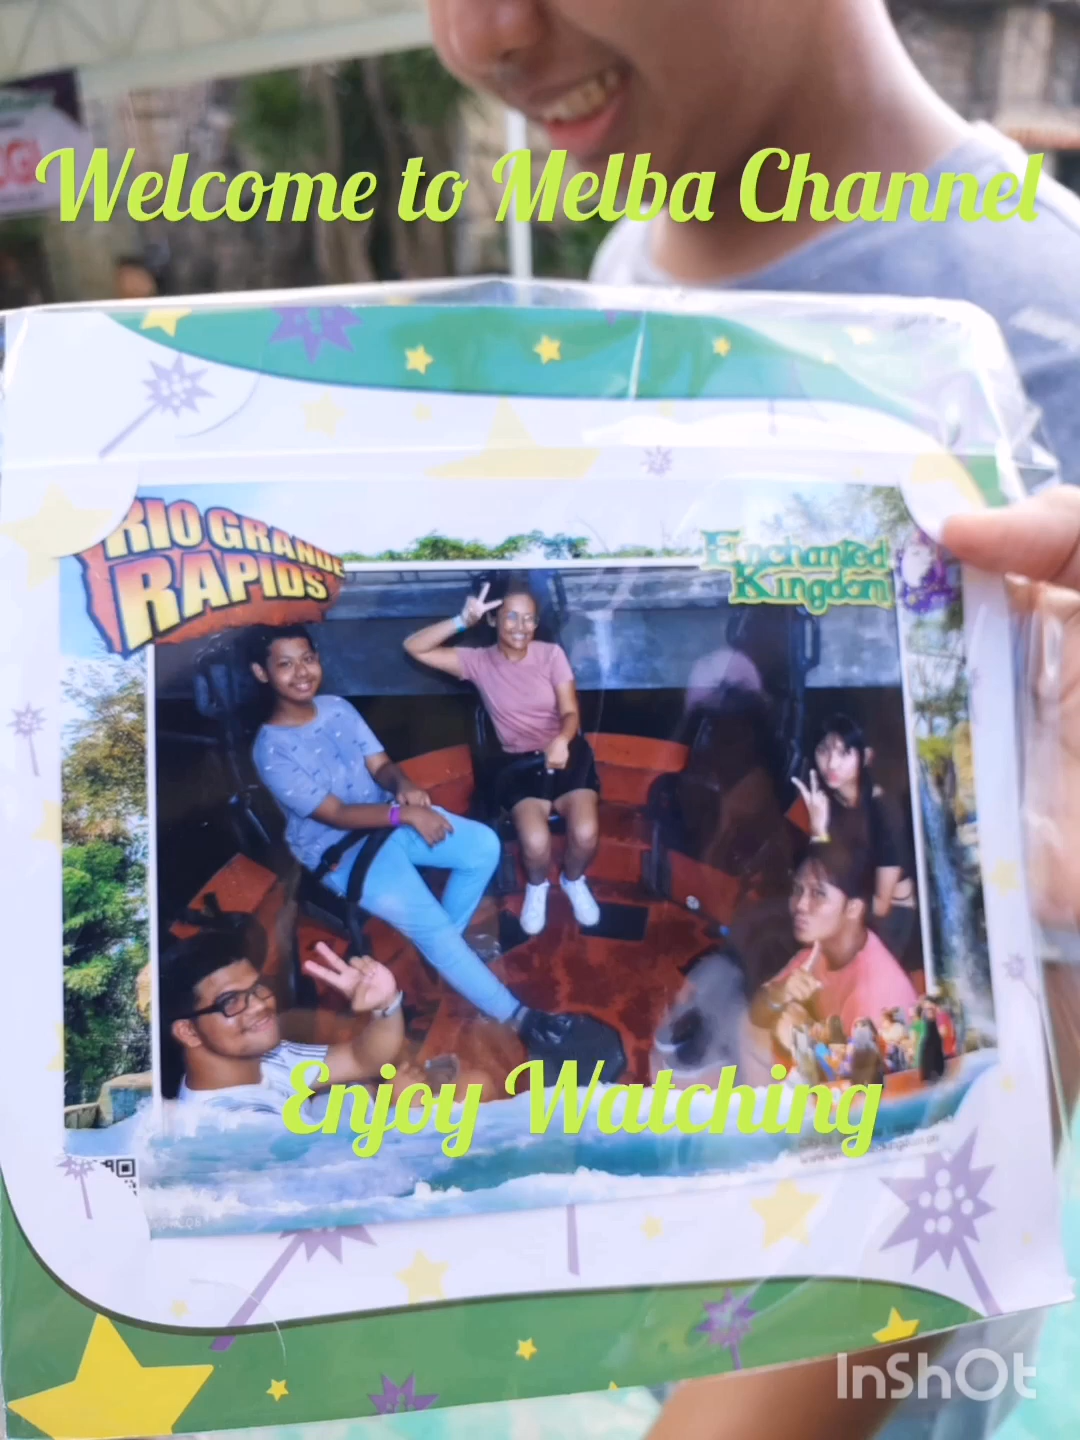 Welcome to Melba Channel
RIO GRANDE
RAPIDS
Enchanted
Kingdom
Enjoy Watching
InShOt